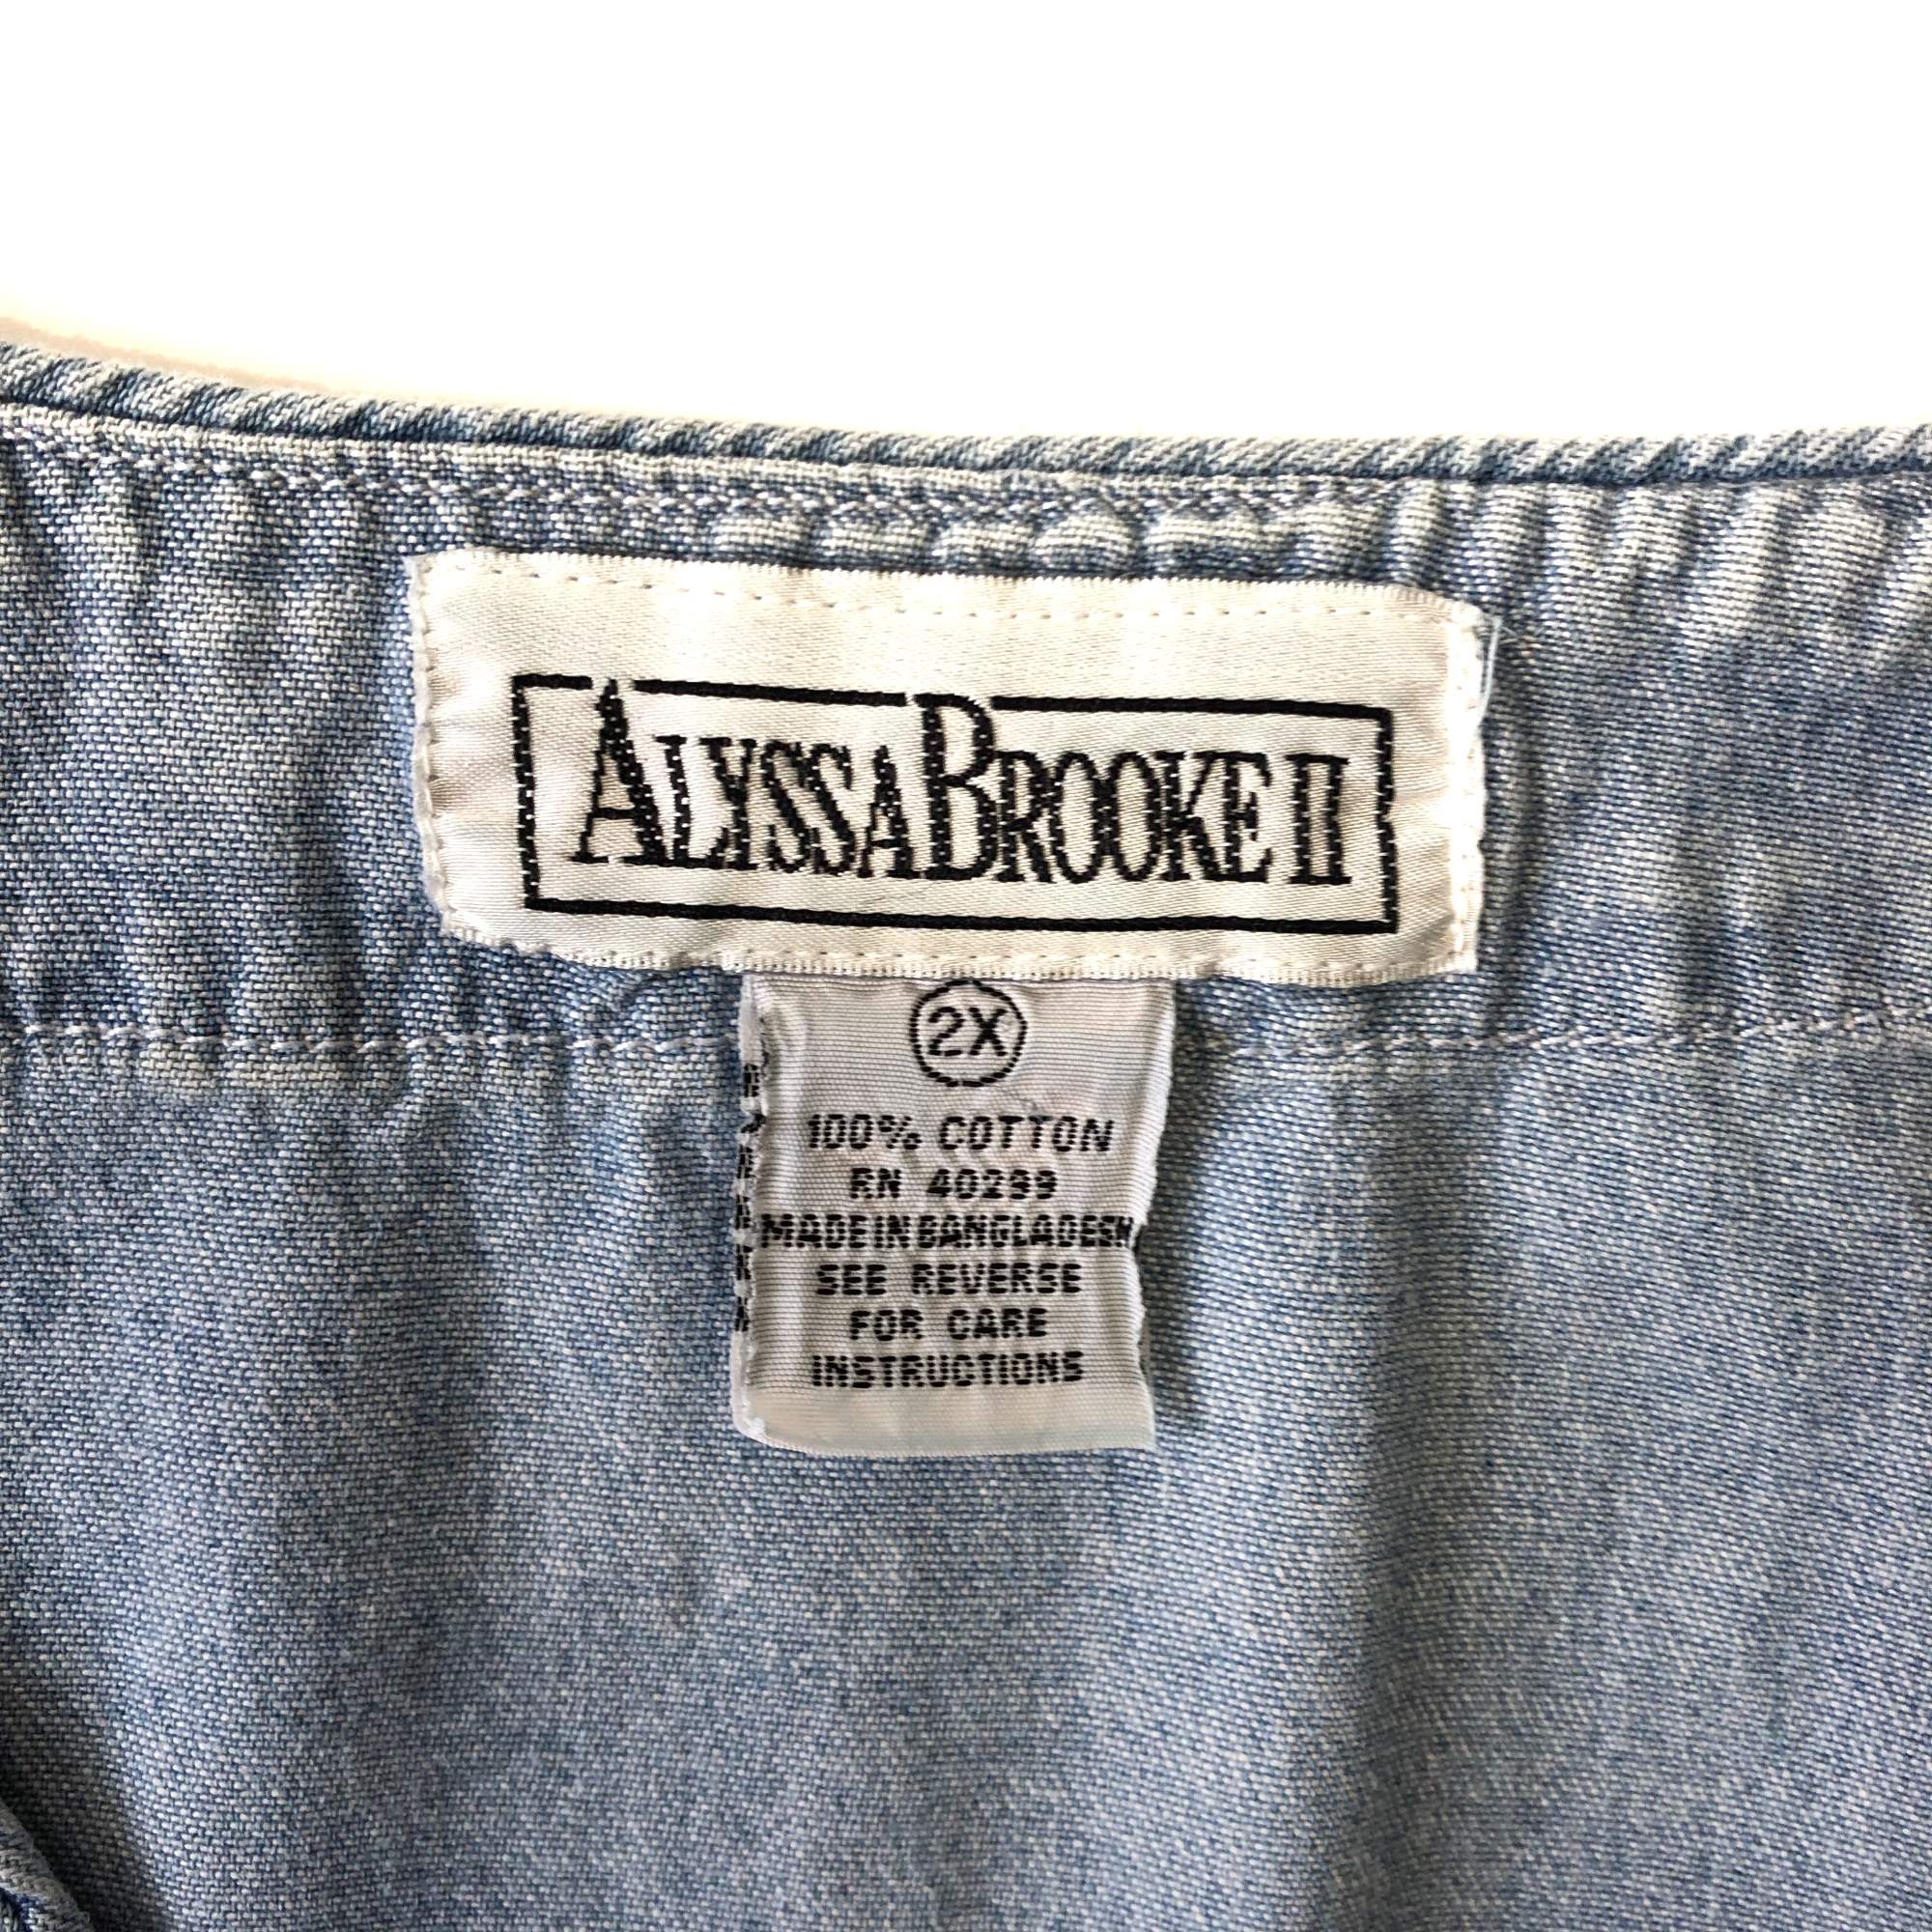 ALYSSA BROOKE II
2X
100% COTTON
RN 40299
MADE IN BANGLADESH
SEE REVERSE
FOR CARE
INSTRUCTIONS